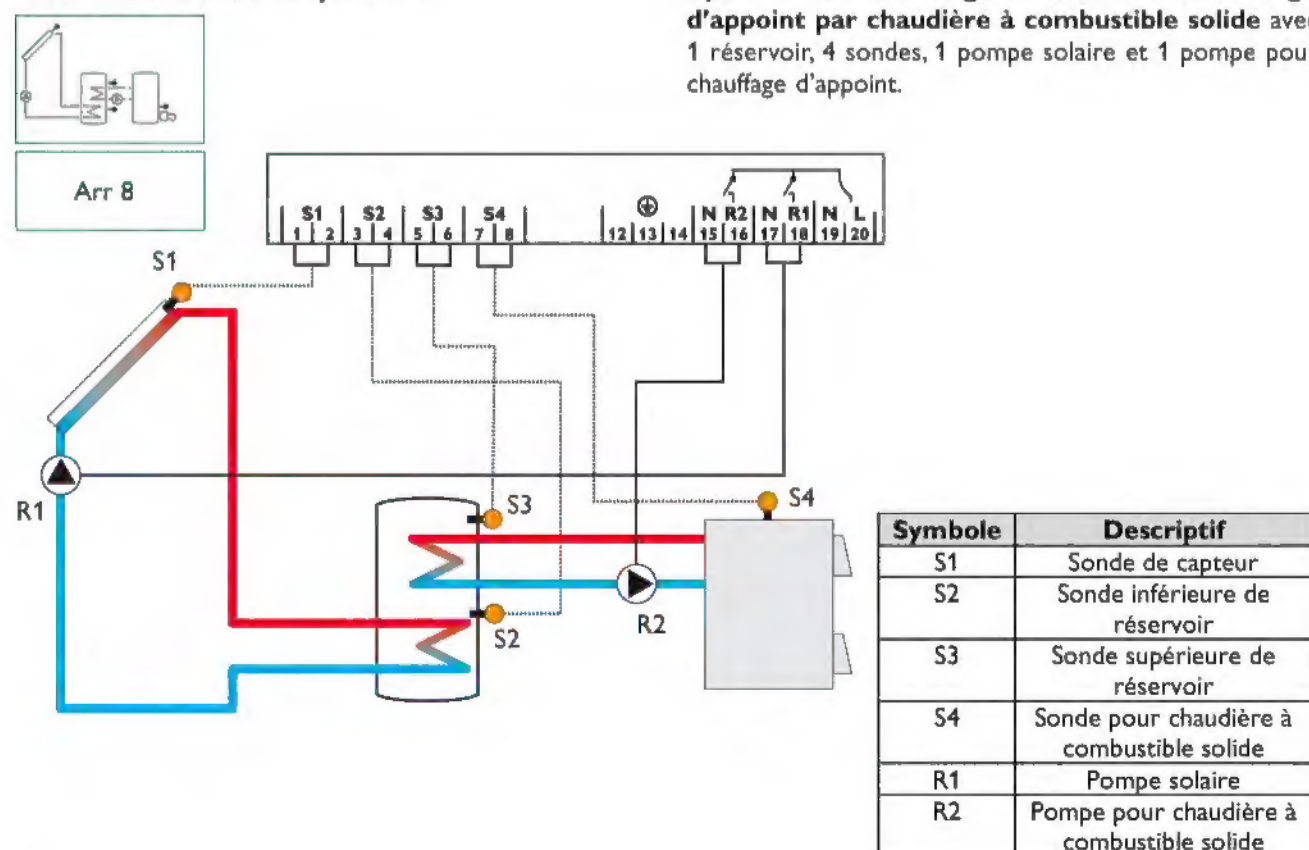 d'appoint par chaudière à combustible solide
1 réservoir, 4 sondes, 1 pompe solaire et 1 pompe
chauffage d'appoint.
Arr 8
S1 S2 S3 S4 N R2 N R1 N L
1 2 3 4 5 6 7 8 12 13 14 15 16 17 18 19 20
S1
R1
S3
S2
R2
S4
Symbole Descriptif
S1 Sonde de capteur
S2 Sonde inférieure de
réservoir
S3 Sonde supérieure de
réservoir
S4 Sonde pour chaudière à
combustible solide
R1 Pompe solaire
R2 Pompe pour chaudière à
combustible solide